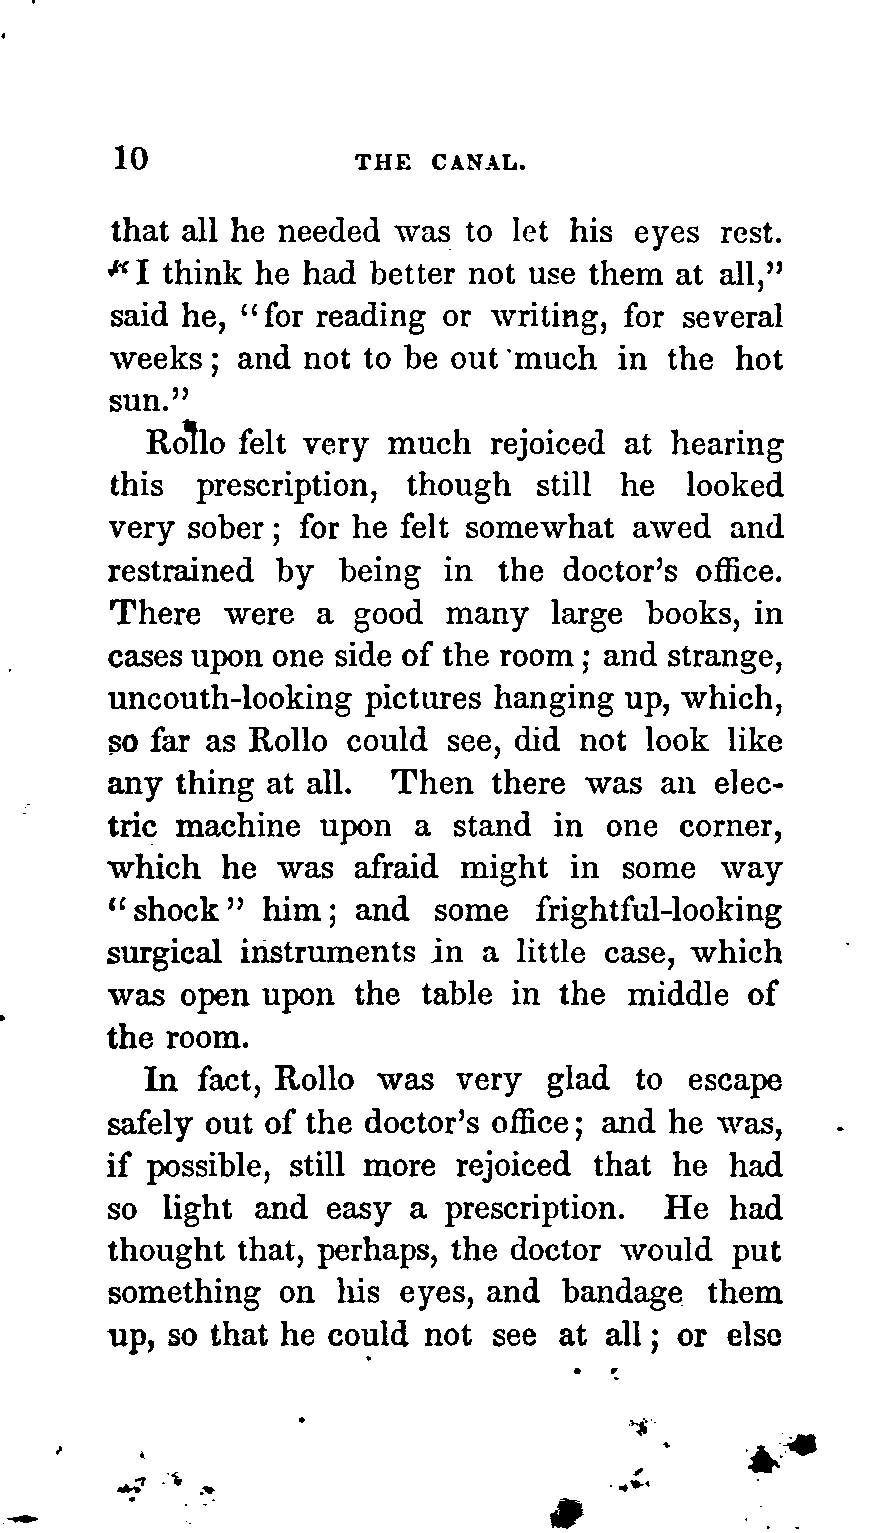 10 THE CANAL.
that all he needed was to let his eyes rest.
“I think he had better not use them at all,”
said he, “for reading or writing, for several
weeks; and not to be out much in the hot
sun.”
Rollo felt very much rejoiced at hearing
this prescription, though still he looked
very sober; for he felt somewhat awed and
restrained by being in the doctor’s office.
There were a good many large books, in
cases upon one side of the room; and strange,
uncouth-looking pictures hanging up, which,
so far as Rollo could see, did not look like
any thing at all. Then there was an elec-
tric machine upon a stand in one corner,
which he was afraid might in some way
“shock” him; and some frightful-looking
surgical instruments in a little case, which
was open upon the table in the middle of
the room.
In fact, Rollo was very glad to escape
safely out of the doctor’s office; and he was,
if possible, still more rejoiced that he had
so light and easy a prescription. He had
thought that, perhaps, the doctor would put
something on his eyes, and bandage them
up, so that he could not see at all; or else